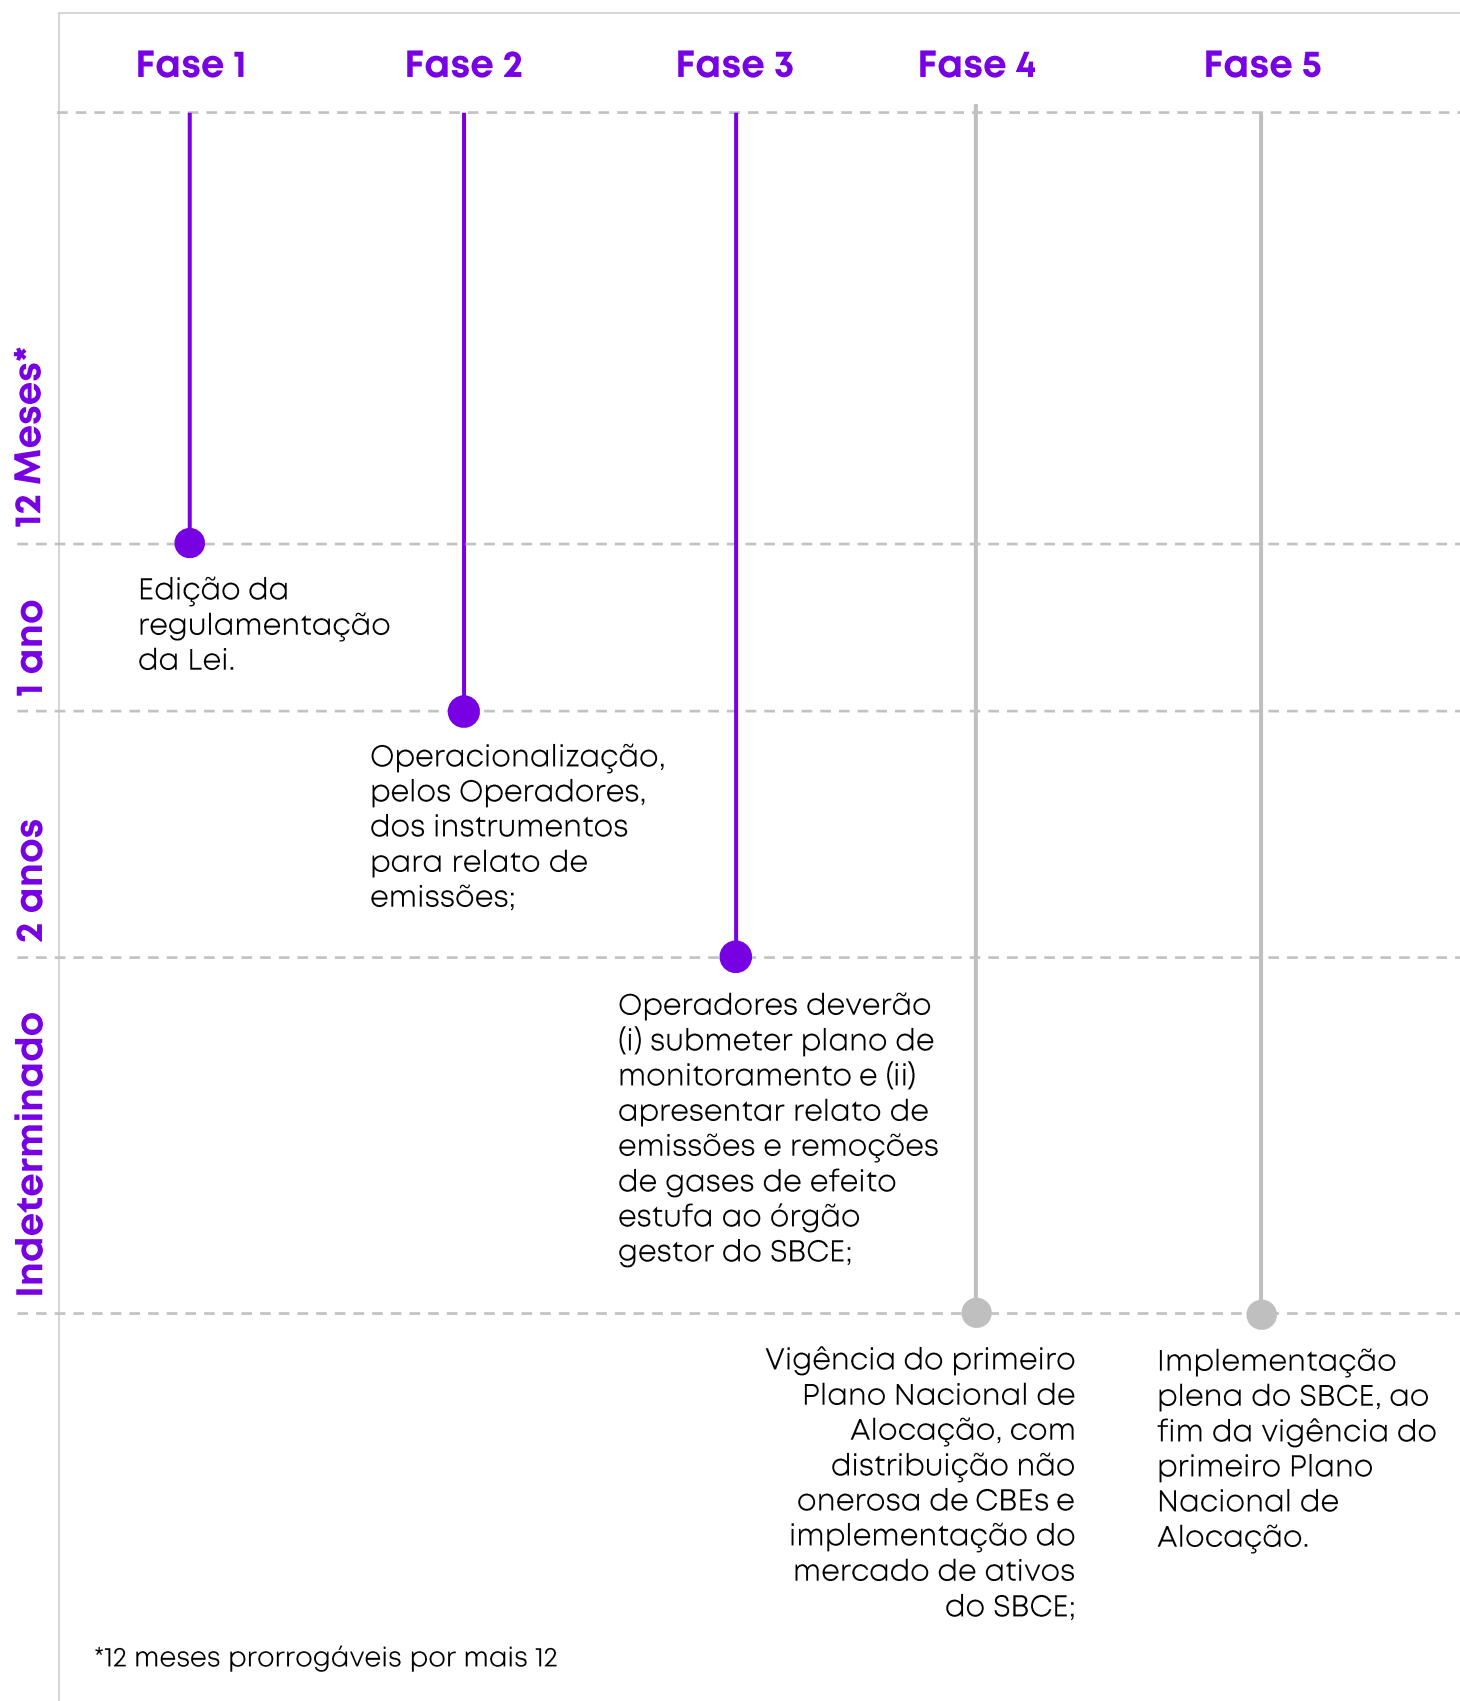 Fase 1
Fase 2
Fase 3
Fase 4
Fase 5
12 Meses*
Edição da
regulamentação
da Lei.
1 ano
Operacionalização,
pelos Operadores,
dos instrumentos
para relato de
emissões;
2 anos
Operadores deverão
(i) submeter plano de
monitoramento e (ii)
apresentar relato de
emissões e remoções
de gases de efeito
estufa ao órgão
gestor do SBCE;
Indeterminado
Vigência do primeiro
Plano Nacional de
Alocação, com
distribuição não
onerosa de CBEs e
implementação do
mercado de ativos
do SBCE;
Implementação
plena do SBCE, ao
fim da vigência do
primeiro Plano
Nacional de
Alocação.
*12 meses prorrogáveis por mais 12